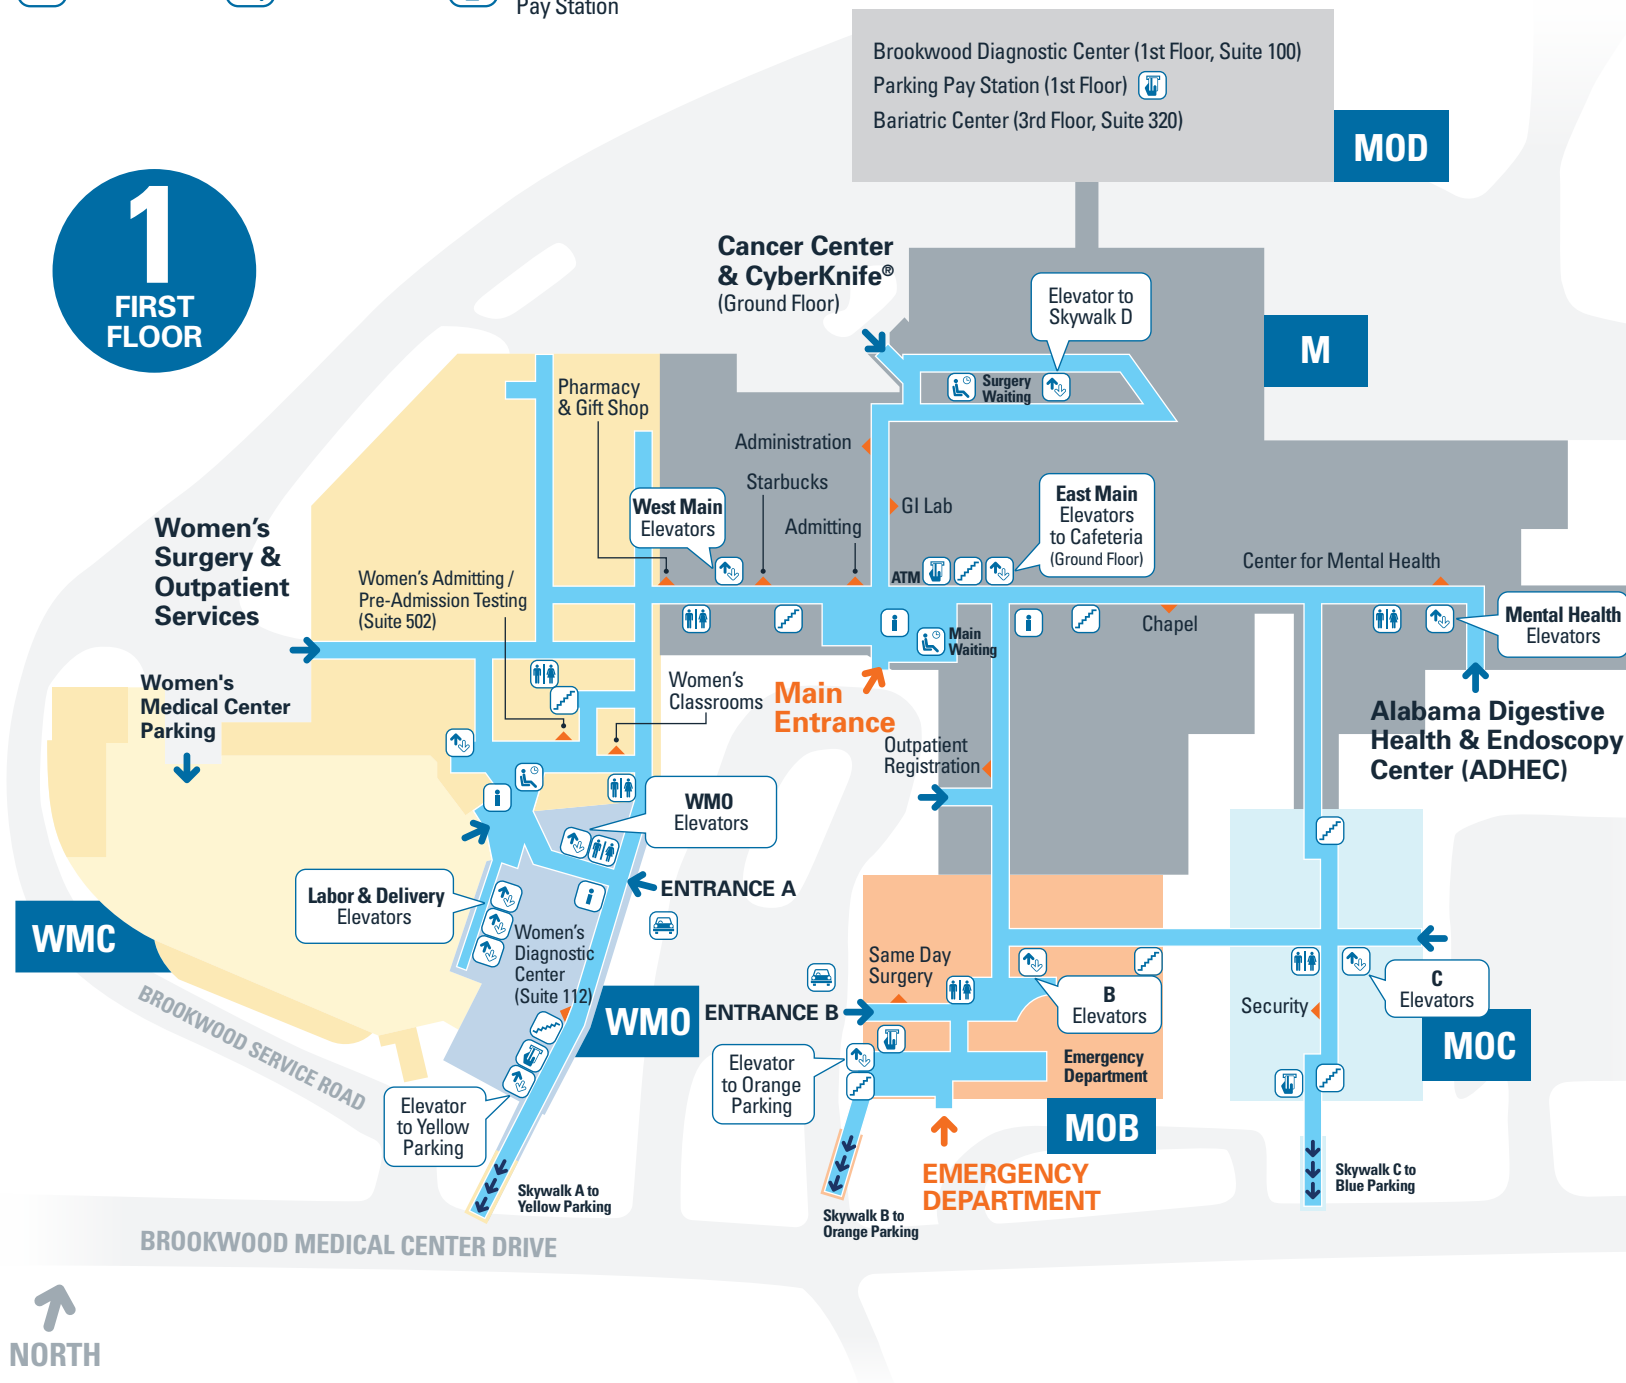 Pay Station
Brookwood Diagnostic Center (1st Floor, Suite 100)
Parking Pay Station (1st Floor)
Bariatric Center (3rd Floor, Suite 320)
MOD
1
FIRST
FLOOR
Cancer Center
& CyberKnife®
(Ground Floor)
Elevator to
Skywalk D
M
Surgery
Waiting
Pharmacy
& Gift Shop
Administration
Starbucks
West Main
Elevators
Admitting
GI Lab
East Main
Elevators
to Cafeteria
(Ground Floor)
ATM
Center for Mental Health
Women's
Surgery &
Outpatient
Services
Women's Admitting /
Pre-Admission Testing
(Suite 502)
i
Main
Waiting
i
Chapel
Mental Health
Elevators
Women's
Medical Center
Parking
Women's
Classrooms
Main
Entrance
Outpatient
Registration
Alabama Digestive
Health & Endoscopy
Center (ADHEC)
i
WMO
Elevators
Labor & Delivery
Elevators
i
ENTRANCE A
WMC
Women's
Diagnostic
Center
(Suite 112)
Same Day
Surgery
B
Elevators
C
Elevators
Security
WMO
ENTRANCE B
MOC
BROOKWOOD SERVICE ROAD
Elevator
to Yellow
Parking
Elevator
to Orange
Parking
Emergency
Department
MOB
EMERGENCY
DEPARTMENT
Skywalk A to
Yellow Parking
Skywalk B to
Orange Parking
Skywalk C to
Blue Parking
BROOKWOOD MEDICAL CENTER DRIVE
NORTH